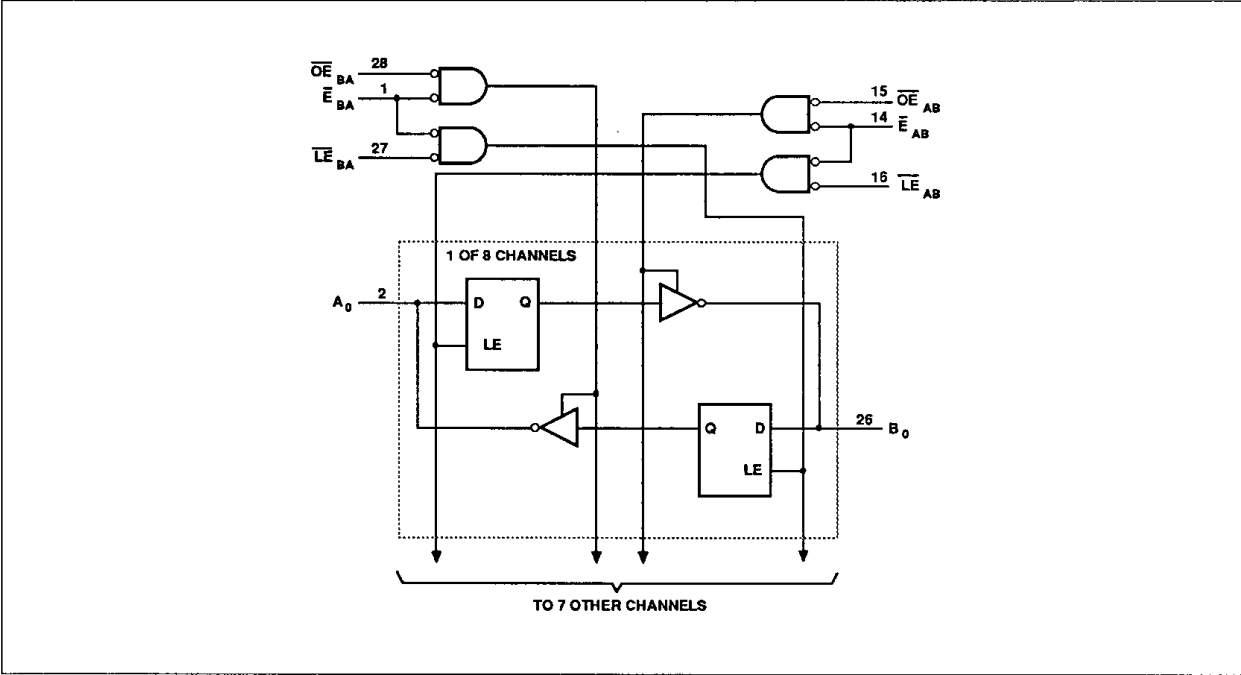 28
OE BA
1
E BA
27
LE BA
15
OE AB
14
E AB
16
LE AB
1 OF 8 CHANNELS
A0
2
D
Q
LE
Q
D
LE
26
B0
TO 7 OTHER CHANNELS